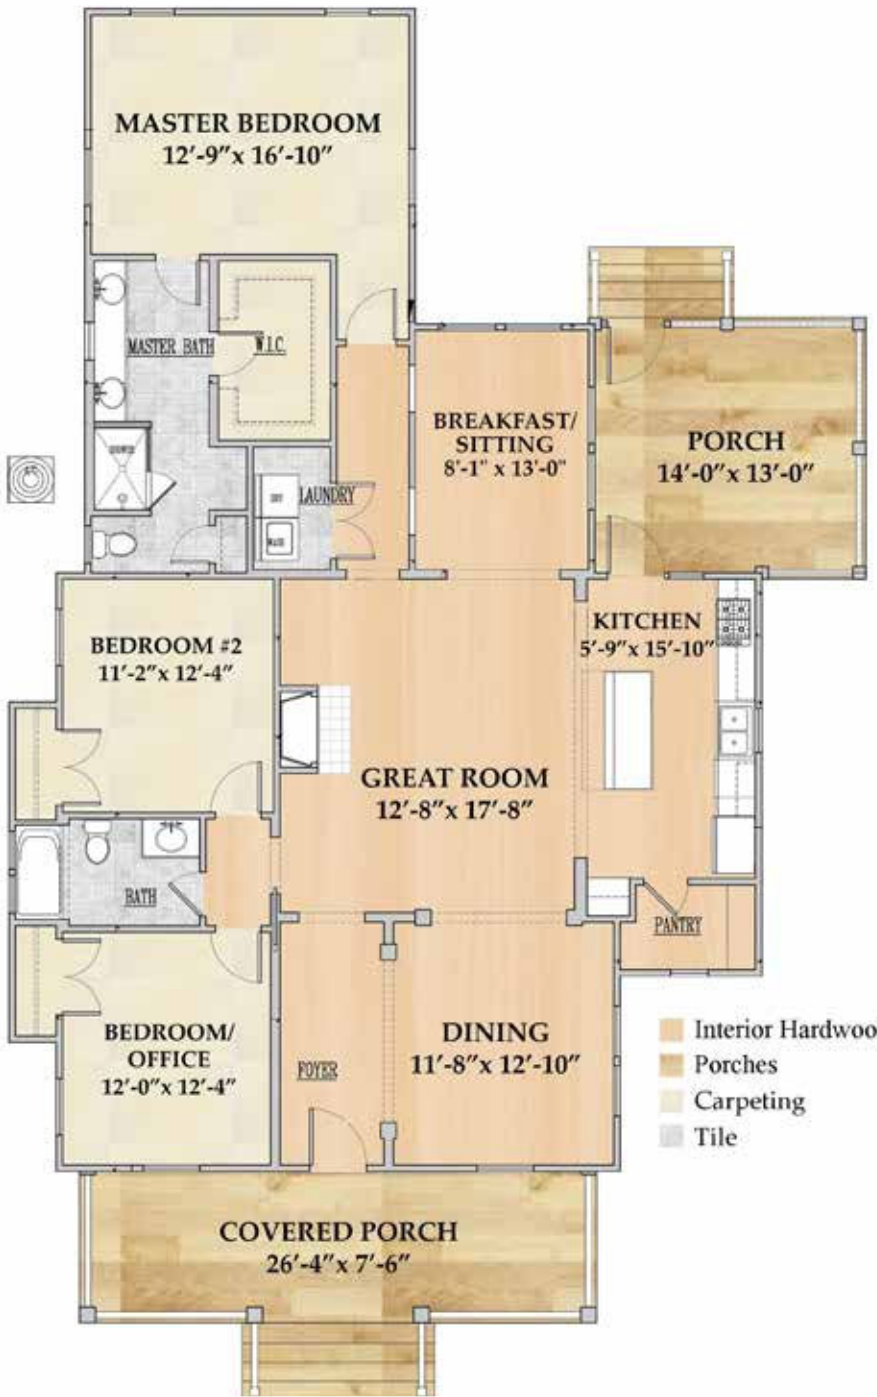 MASTER BEDROOM
12'-9" x 16'-10"
MASTER BATH
W.I.C.
BREAKFAST/
SITTING
8'-1" x 13'-0"
PORCH
14'-0" x 13'-0"
SHOWER
DRY
LAUNDRY
WASH
BEDROOM #2
11'-2" x 12'-4"
KITCHEN
5'-9" x 15'-10"
GREAT ROOM
12'-8" x 17'-8"
BATH
PANTRY
BEDROOM/
OFFICE
12'-0" x 12'-4"
FOYER
DINING
11'-8" x 12'-10"
Interior Hardwoo
Porches
Carpeting
Tile
COVERED PORCH
26'-4" x 7'-6"